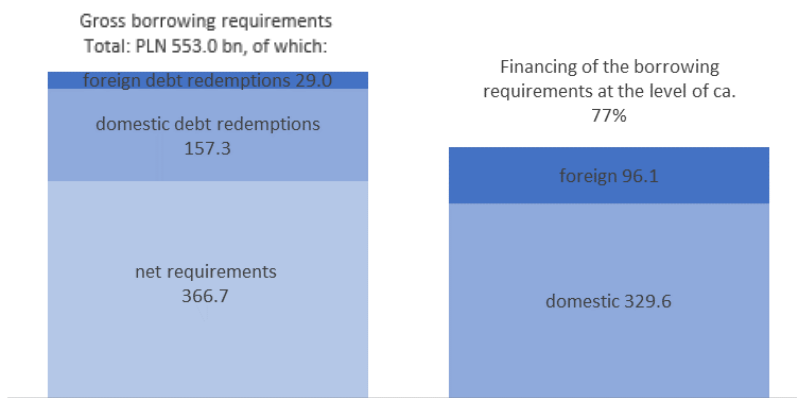 Gross borrowing requirements
Total: PLN 553.0 bn, of which:
foreign debt redemptions 29.0
domestic debt redemptions
157.3
net requirements
366.7
Financing of the borrowing
requirements at the level of ca.
77%
foreign 96.1
domestic 329.6